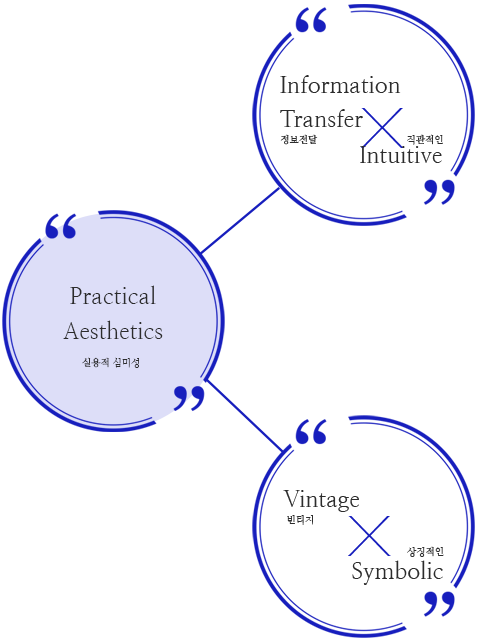 “
Information
Transfer
정보전달
직관적인
Intuitive
”
“
Practical
Aesthetics
실용적 심미성
”
“
Vintage
빈티지
상징적인
Symbolic
”